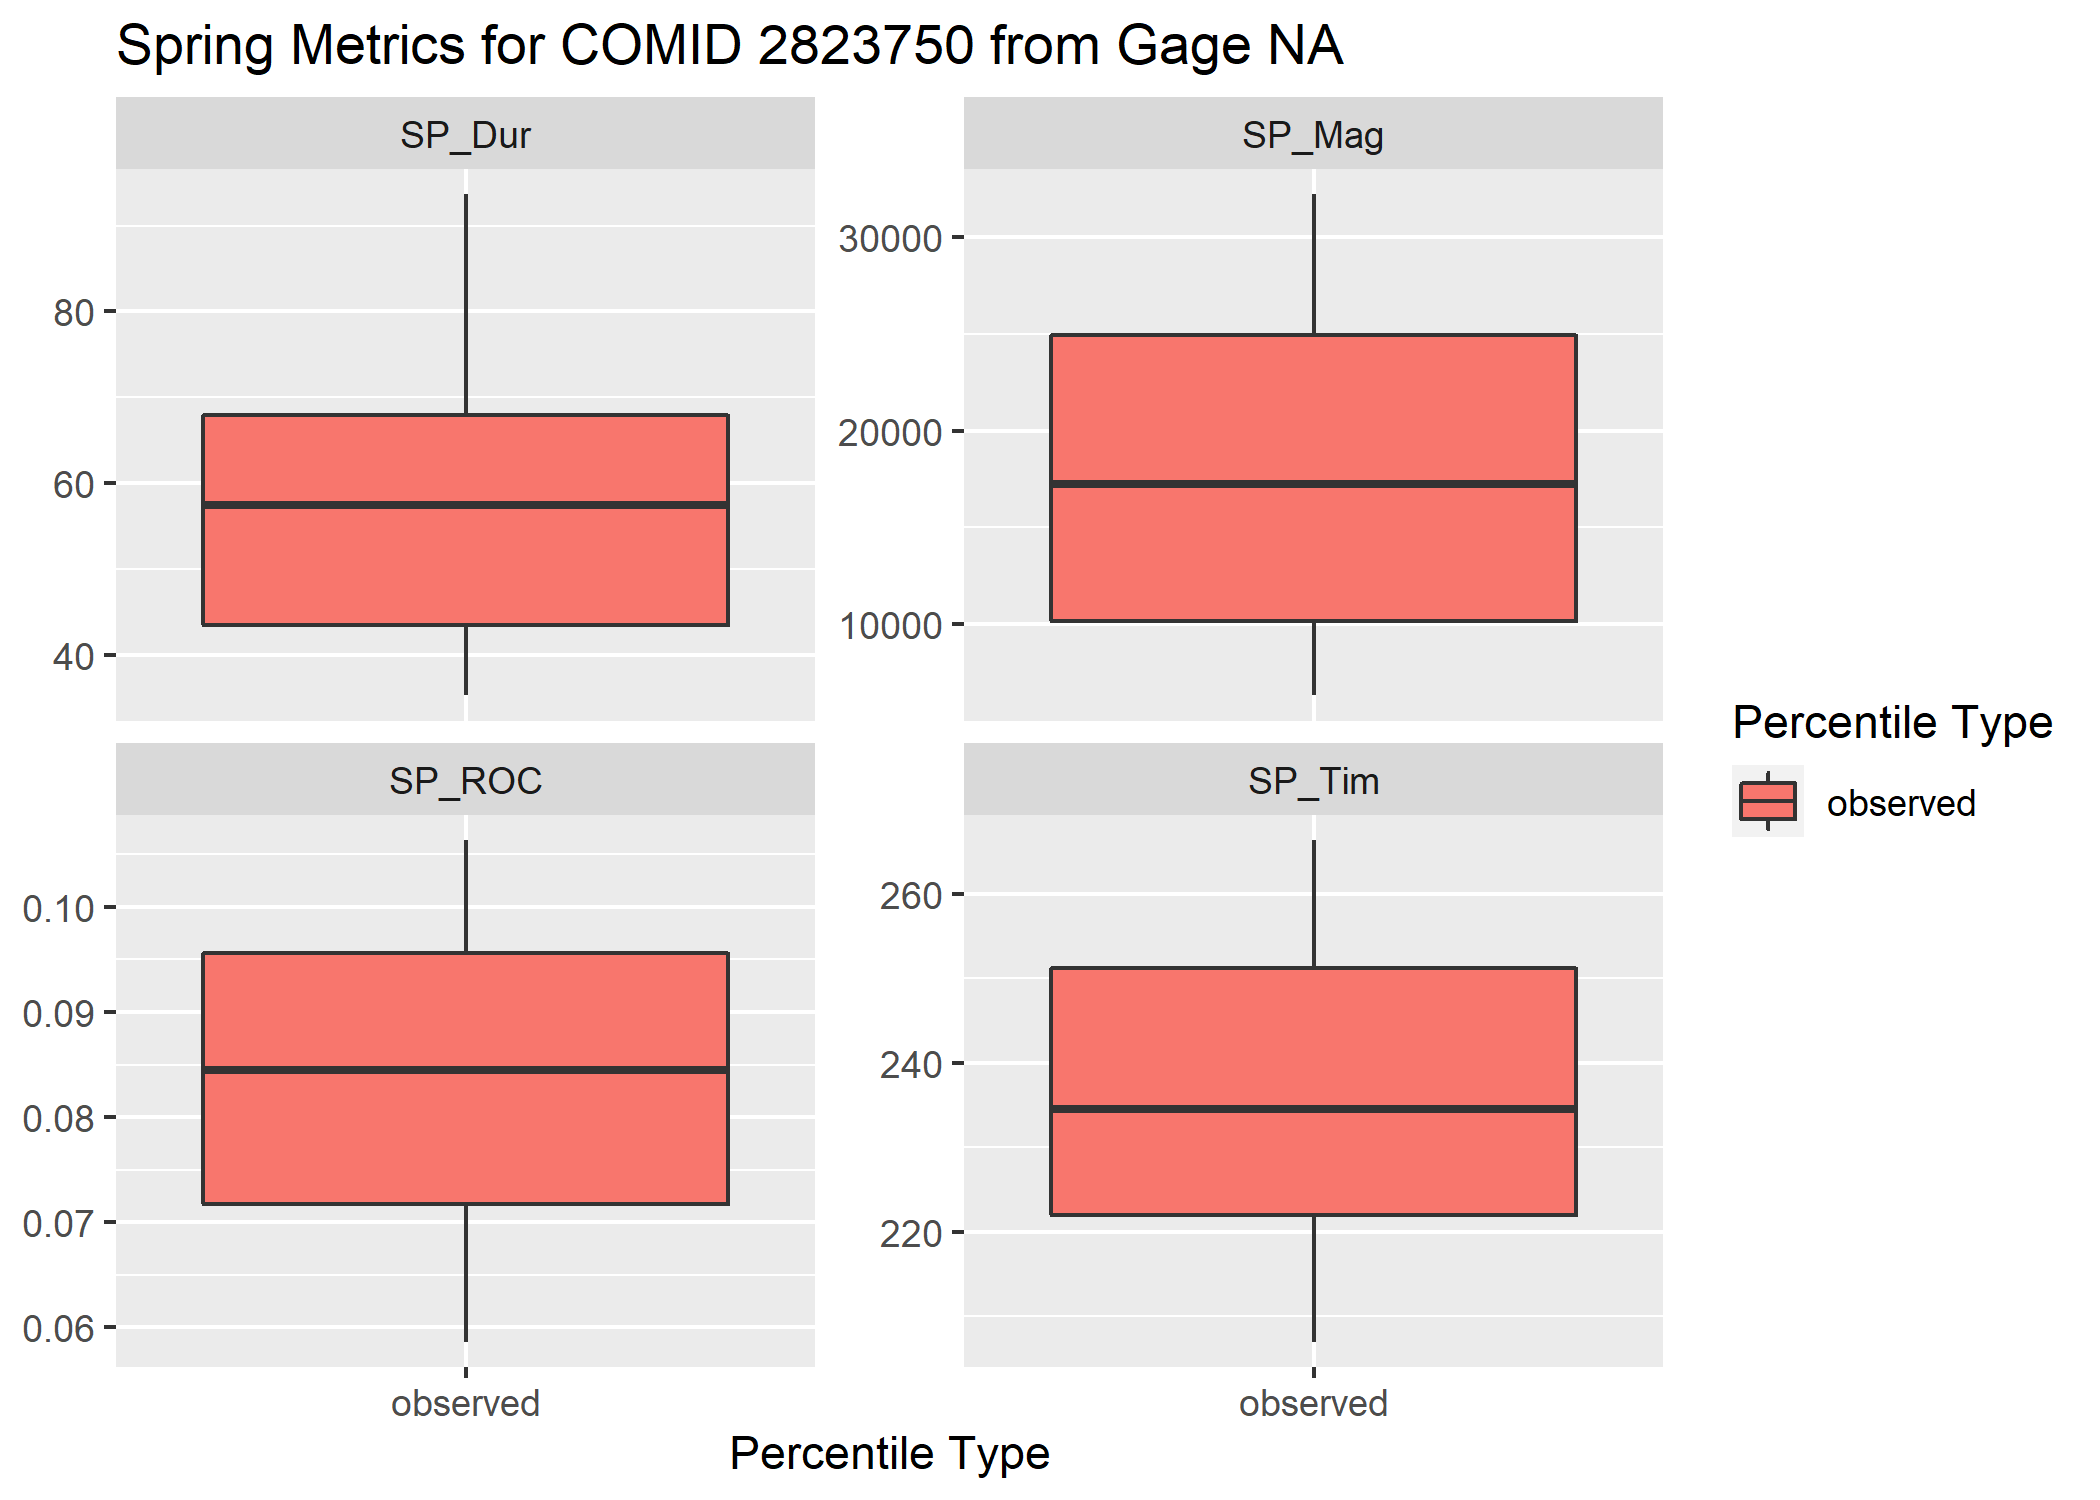 Spring Metrics for COMID 2823750 from Gage NA
SP_Dur
SP_Mag
80
60
40
30000
20000
10000
SP_ROC
SP_Tim
0.10
0.09
0.08
0.07
0.06
260
240
220
observed
observed
Percentile Type
Percentile Type
observed